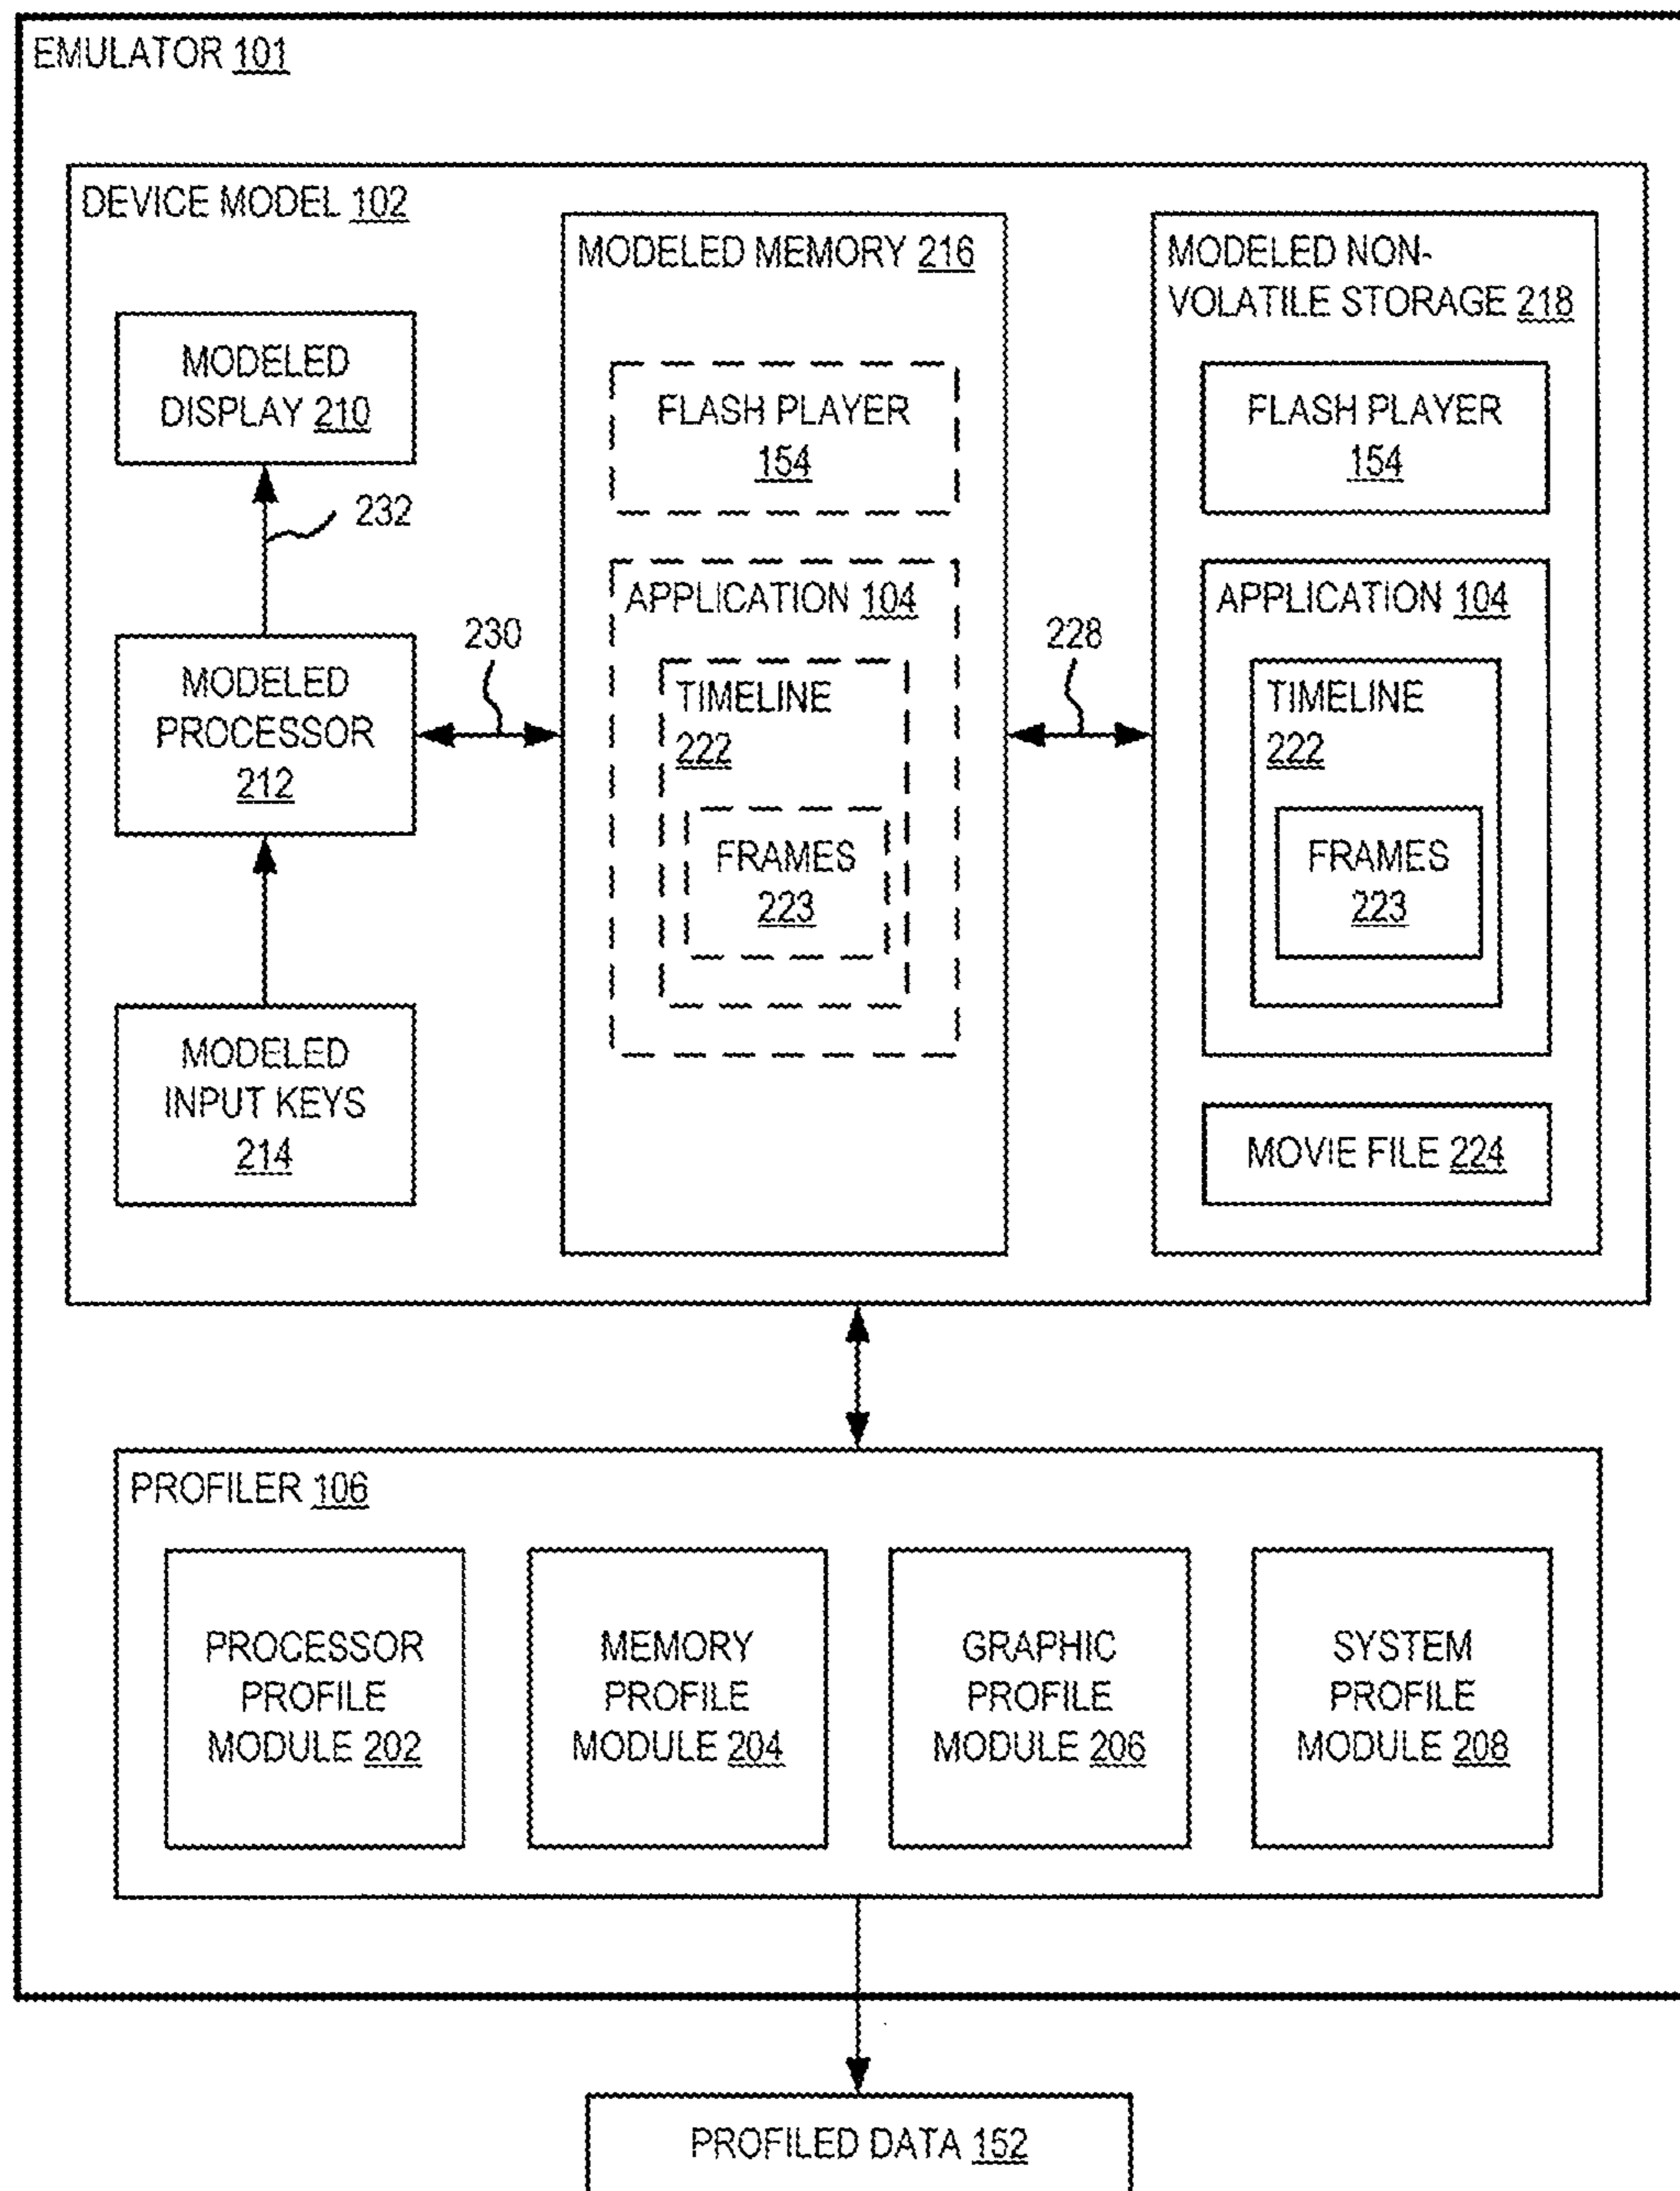 EMULATOR 101
DEVICE MODEL 102
MODELED
DISPLAY 210
232
MODELED
PROCESSOR
212
MODELED
INPUT KEYS
214
230
MODELED MEMORY 216
FLASH PLAYER
154
APPLICATION 104
TIMELINE
222
FRAMES
223
228
MODELED NON-
VOLATILE STORAGE 218
FLASH PLAYER
154
APPLICATION 104
TIMELINE
222
FRAMES
223
MOVIE FILE 224
PROFILER 106
PROCESSOR
PROFILE
MODULE 202
MEMORY
PROFILE
MODULE 204
GRAPHIC
PROFILE
MODULE 206
SYSTEM
PROFILE
MODULE 208
PROFILED DATA 152